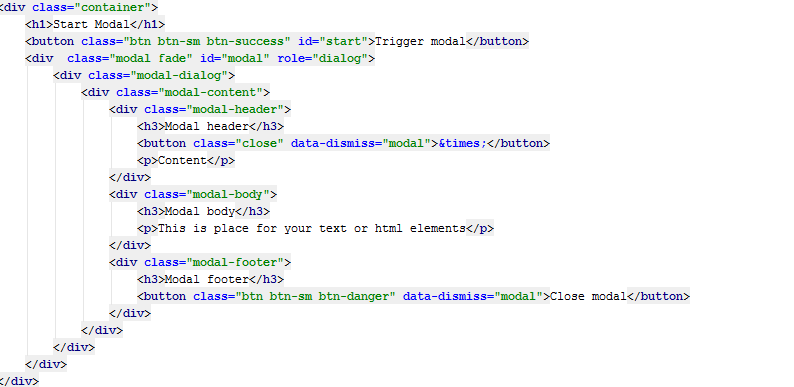 <div class="container">
<h1>Start Modal</h1>
<button class="btn btn-sm btn-success" id="start">Trigger modal</button>
<div  class="modal fade" id="modal" role="dialog">
<div class="modal-dialog">
<div class="modal-content">
<div class="modal-header">
<h3>Modal header</h3>
<button class="close" data-dismiss="modal">&times;</button>
<p>Content</p>
</div>
<div class="modal-body">
<h3>Modal body</h3>
<p>This is place for your text or html elements</p>
</div>
<div class="modal-footer">
<h3>Modal footer</h3>
<button class="btn btn-sm btn-danger" data-dismiss="modal">Close modal</button>
</div>
</div>
</div>
</div>
</div>